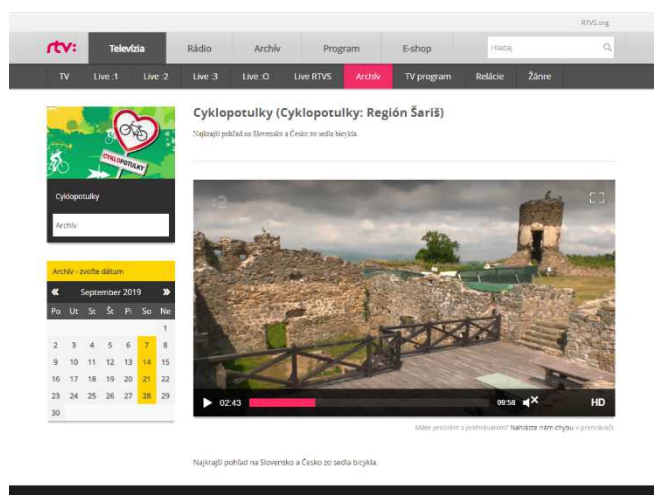 RTVS.org
rtv:
Televízia
Rádio
Archív
Program
E-shop
Hľadaj
TV
Live :1
Live :2
Live :3
Live :O
Live RTVS
Archív
TV program
Relácie
Žánre
CYKLOPOTULKY
Cyklopotulky
Archív
Archív - zvoľte dátum
« September 2019 »
Po Ut St Št Pi So Ne
1
2 3 4 5 6 7 8
9 10 11 12 13 14 15
16 17 18 19 20 21 22
23 24 25 26 27 28 29
30
Cyklopotulky (Cyklopotulky: Región Šariš)
Najkrajší pohľad na Slovensko a Česko zo sedla bicykla.
:2
02:43
09:58
HD
Máte problém s prehrávaním? Nahláste nám chybu v prehrávači.
Najkrajší pohľad na Slovensko a Česko zo sedla bicykla.